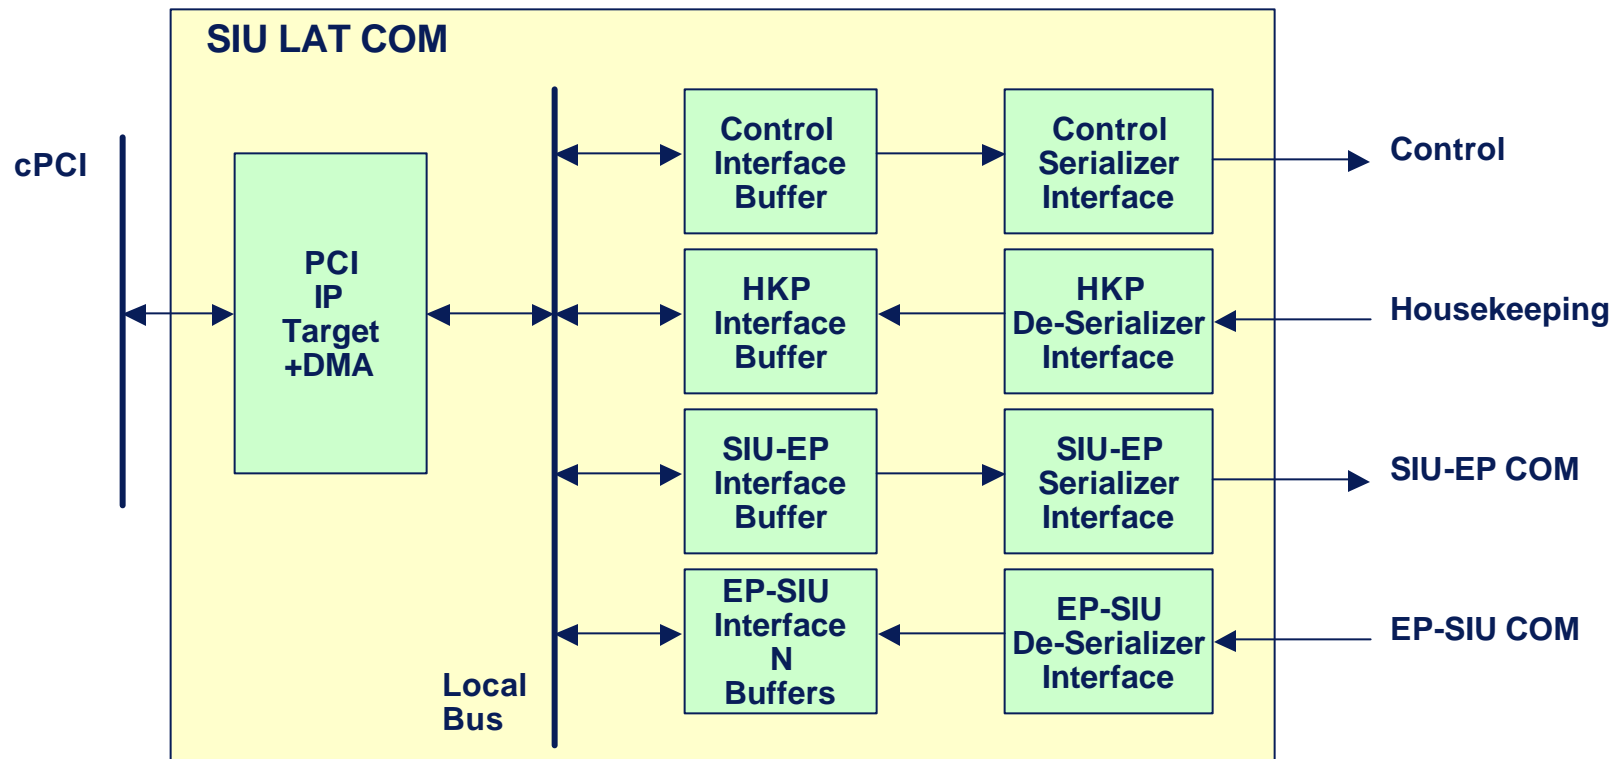 SIU LAT COM
cPCI
PCI
IP
Target
+DMA
Local
Bus
Control
Interface
Buffer
Control
Serializer
Interface
Control
HKP
Interface
Buffer
HKP
De-Serializer
Interface
Housekeeping
SIU-EP
Interface
Buffer
SIU-EP
Serializer
Interface
SIU-EP COM
EP-SIU
Interface
N
Buffers
EP-SIU
De-Serializer
Interface
EP-SIU COM